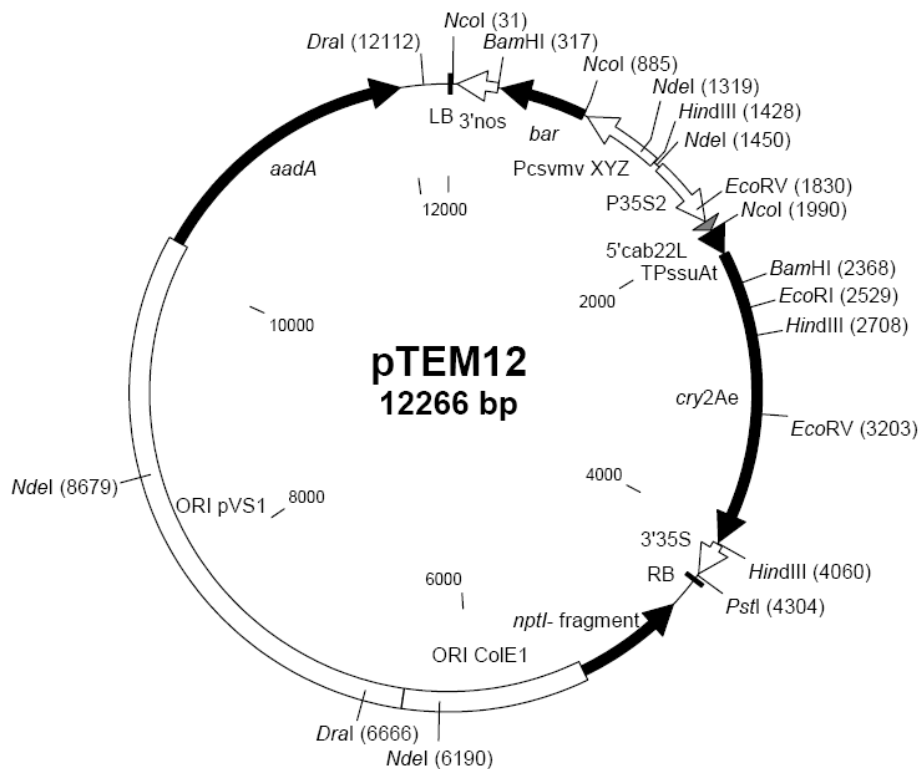 NcoI (31)
DraI (12112)
BamHI (317)
NcoI (885)
NdeI (1319)
HindIII (1428)
NdeI (1450)
LB
3'nos
bar
aadA
Pcsvmv XYZ
EcoRV (1830)
P35S2
NcoI (1990)
12000
5'cab22L
TPssuAt
BamHI (2368)
2000
EcoRI (2529)
10000
HindIII (2708)
pTEM12
12266 bp
cry2Ae
EcoRV (3203)
NdeI (8679)
ORI pVS1
8000
4000
3'35S
HindIII (4060)
6000
RB
PstI (4304)
nptI- fragment
ORI ColE1
DraI (6666)
NdeI (6190)